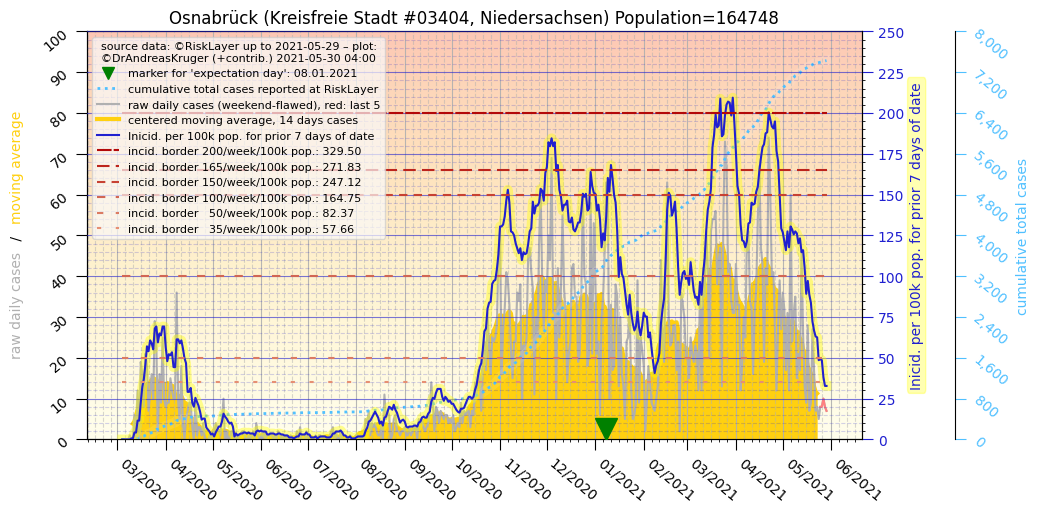 Osnabrück (Kreisfreie Stadt #03404, Niedersachsen) Population=164748
source data: ©RiskLayer up to 2021-05-29 – plot:
©DrAndreasKruger (+contrib.) 2021-05-30 04:00
marker for 'expectation day': 08.01.2021
cumulative total cases reported at RiskLayer
raw daily cases (weekend-flawed), red: last 5
centered moving average, 14 days cases
Inicid. per 100k pop. for prior 7 days of date
incid. border 200/week/100k pop.: 329.50
incid. border 165/week/100k pop.: 271.83
incid. border 150/week/100k pop.: 247.12
incid. border 100/week/100k pop.: 164.75
incid. border   50/week/100k pop.: 82.37
incid. border   35/week/100k pop.: 57.66
raw daily cases / moving average
100
90
80
70
60
50
40
30
20
10
0
03/2020
04/2020
05/2020
06/2020
07/2020
08/2020
09/2020
10/2020
11/2020
12/2020
01/2021
02/2021
03/2021
04/2021
05/2021
06/2021
250
225
200
175
150
125
100
75
50
25
0
Inicid. per 100k pop. for prior 7 days of date
8,000
7,200
6,400
5,600
4,800
4,000
3,200
2,400
1,600
800
0
cumulative total cases